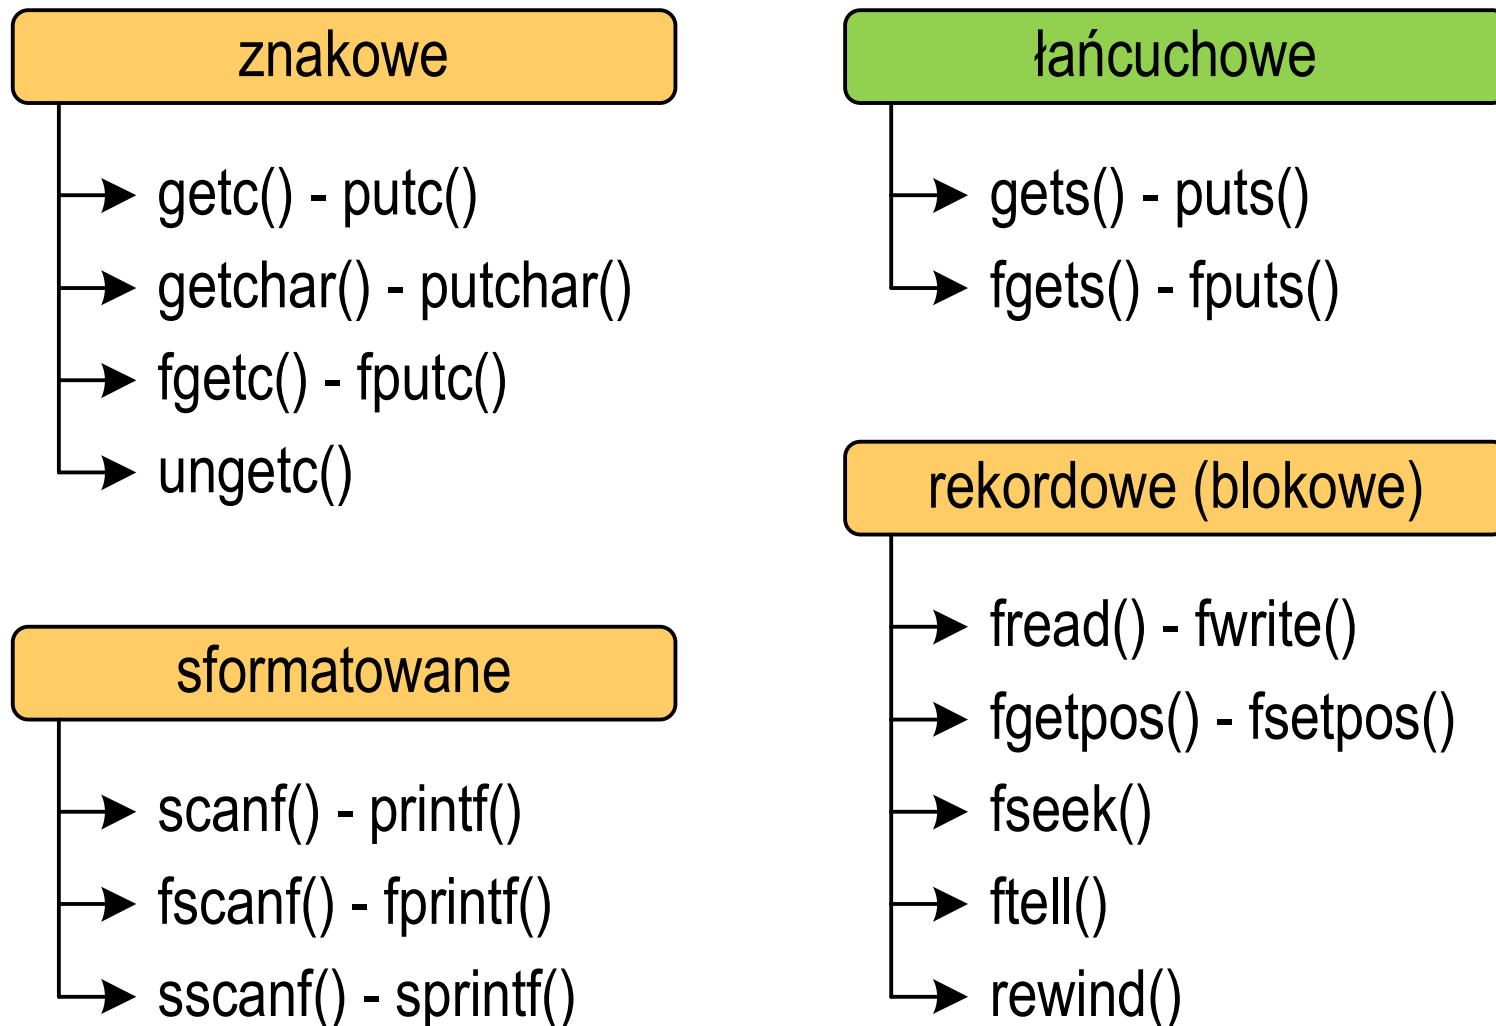 znakowe
getc() - putc()
getchar() - putchar()
fgetc() - fputc()
ungetc()
sformatowane
scanf() - printf()
fscanf() - fprintf()
sscanf() - sprintf()
łańcuchowe
gets() - puts()
fgets() - fputs()
rekordowe (blokowe)
fread() - fwrite()
fgetpos() - fsetpos()
fseek()
ftell()
rewind()